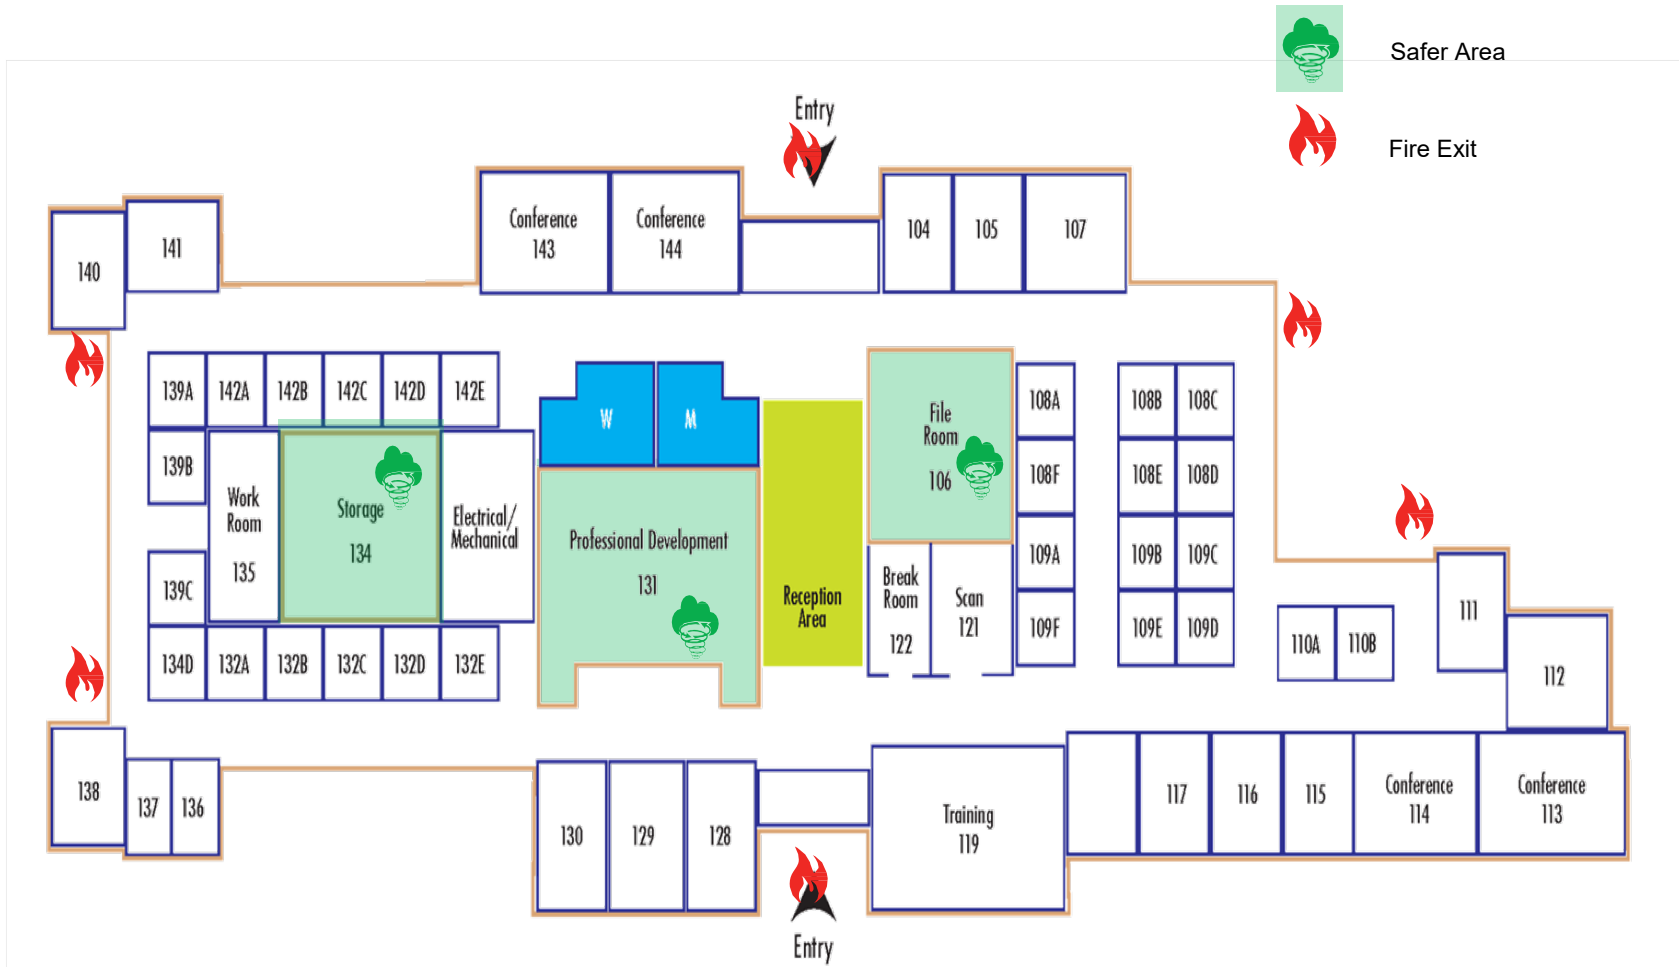 Safer Area
Fire Exit
Entry
140
141
Conference
143
Conference
144
104
105
107
139A
142A
142B
142C
142D
142E
139B
Work
Room
135
Storage
134
Electrical/
Mechanical
139C
134D
132A
132B
132C
132D
132E
W
M
Professional Development
131
Reception
Area
File
Room
106
Break
Room
122
Scan
121
108A
108F
109A
109F
108B
108C
108E
108D
109B
109C
109E
109D
110A
110B
111
112
138
137
136
130
129
128
Training
119
117
116
115
Conference
114
Conference
113
Entry